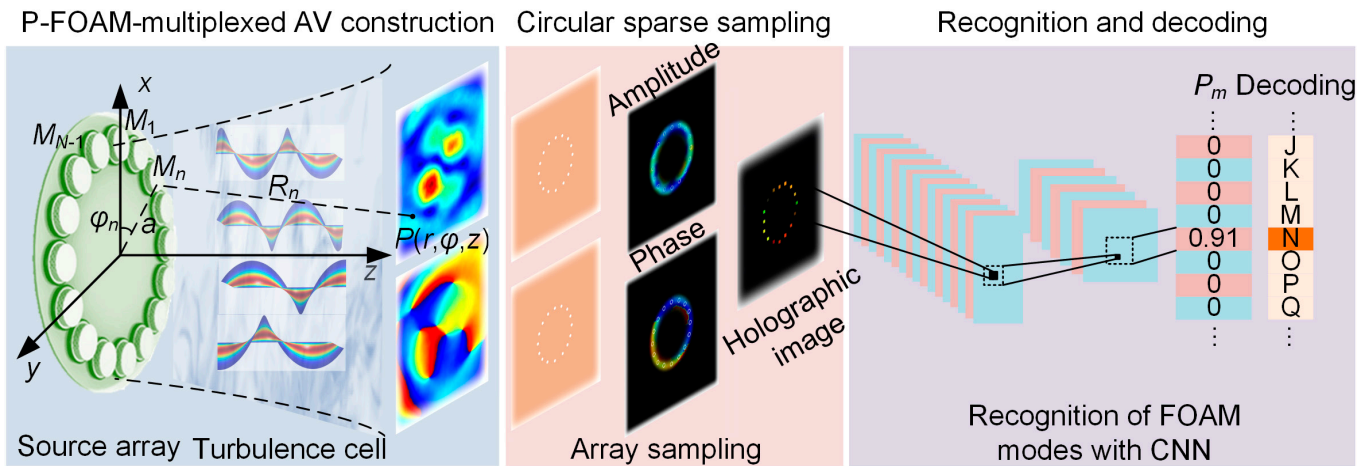 P-FOAM-multiplexed AV construction
x
M1
MN-1
Mn
Rn
φn
a
P(r,φ,z)
z
y
Source array
Turbulence cell
Circular sparse sampling
Amplitude
Phase
Holographic
image
Array sampling
Recognition and decoding
Pm Decoding
⋮ ⋮
0 J
0 K
0 L
0 M
0.91 N
0 O
0 P
0 Q
⋮ ⋮
Recognition of FOAM
modes with CNN